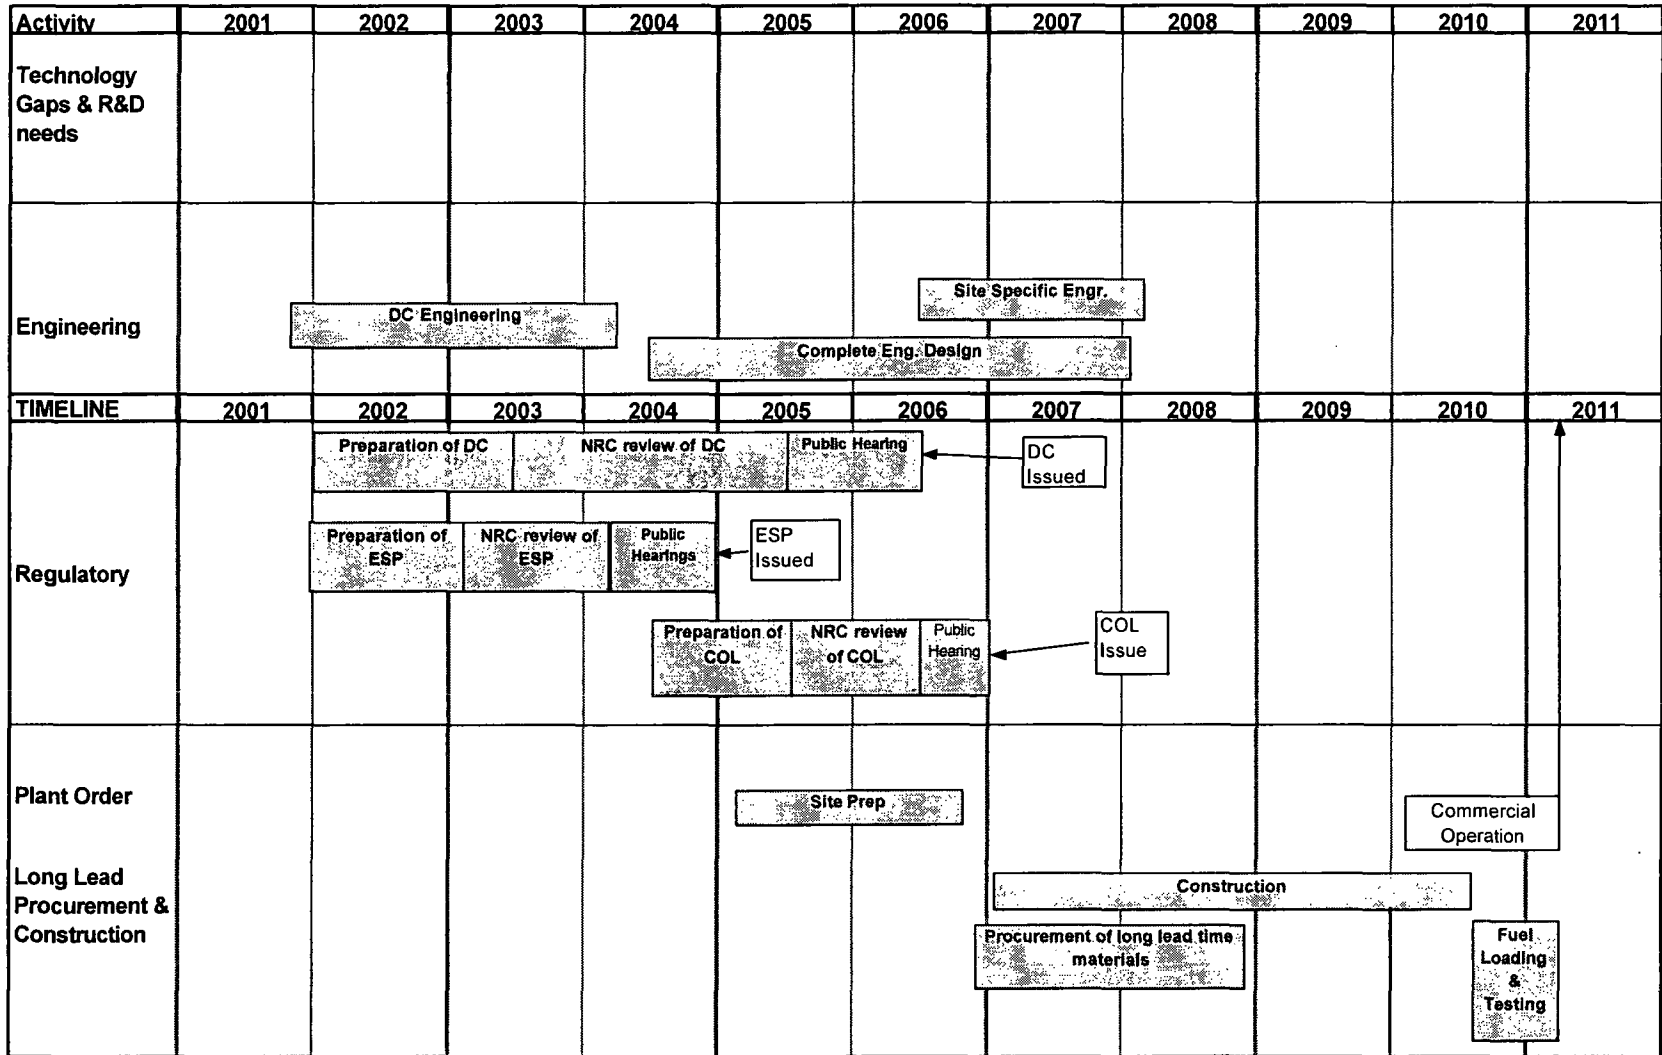 Activity 2001 2002 2003 2004 2005 2006 2007 2008 2009 2010 2011
Technology
Gaps & R&D
needs
Engineering
Site Specific Engr.
DC Engineering
Complete Eng. Design
TIMELINE 2001 2002 2003 2004 2005 2006 2007 2008 2009 2010 2011
Regulatory
Preparation of DC
NRC review of DC
Public Hearing
DC
Issued
Preparation of
ESP
NRC review of
ESP
Public
Hearings
ESP
Issued
Preparation of
COL
NRC review
of COL
Public
Hearing
COL
Issue
Plant Order
Site Prep
Commercial
Operation
Long Lead
Procurement &
Construction
Construction
Procurement of long lead time
materials
Fuel
Loading
&
Testing